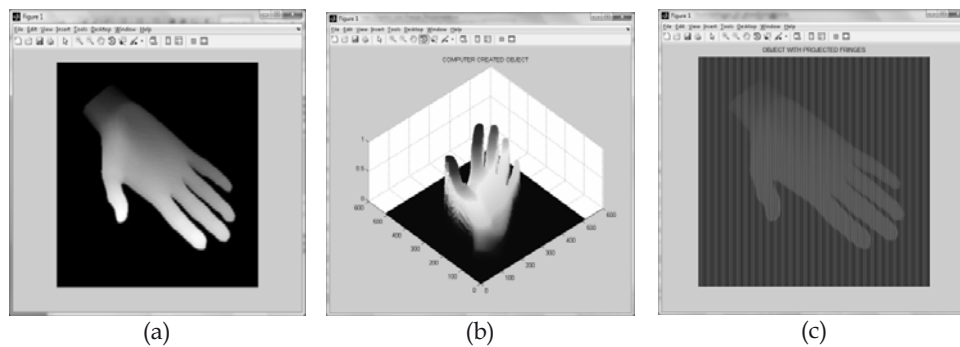 Figure 1
File Edit View Insert Tools Desktop Window Help
(a)
Figure 1
File Edit View Insert Tools Desktop Window Help
COMPUTER CREATED OBJECT
1
0.5
0
600
500
400
300
200
100
0
0
100
200
300
400
500
600
(b)
Figure 1
File Edit View Insert Tools Desktop Window Help
OBJECT WITH PROJECTED FRINGES
(c)